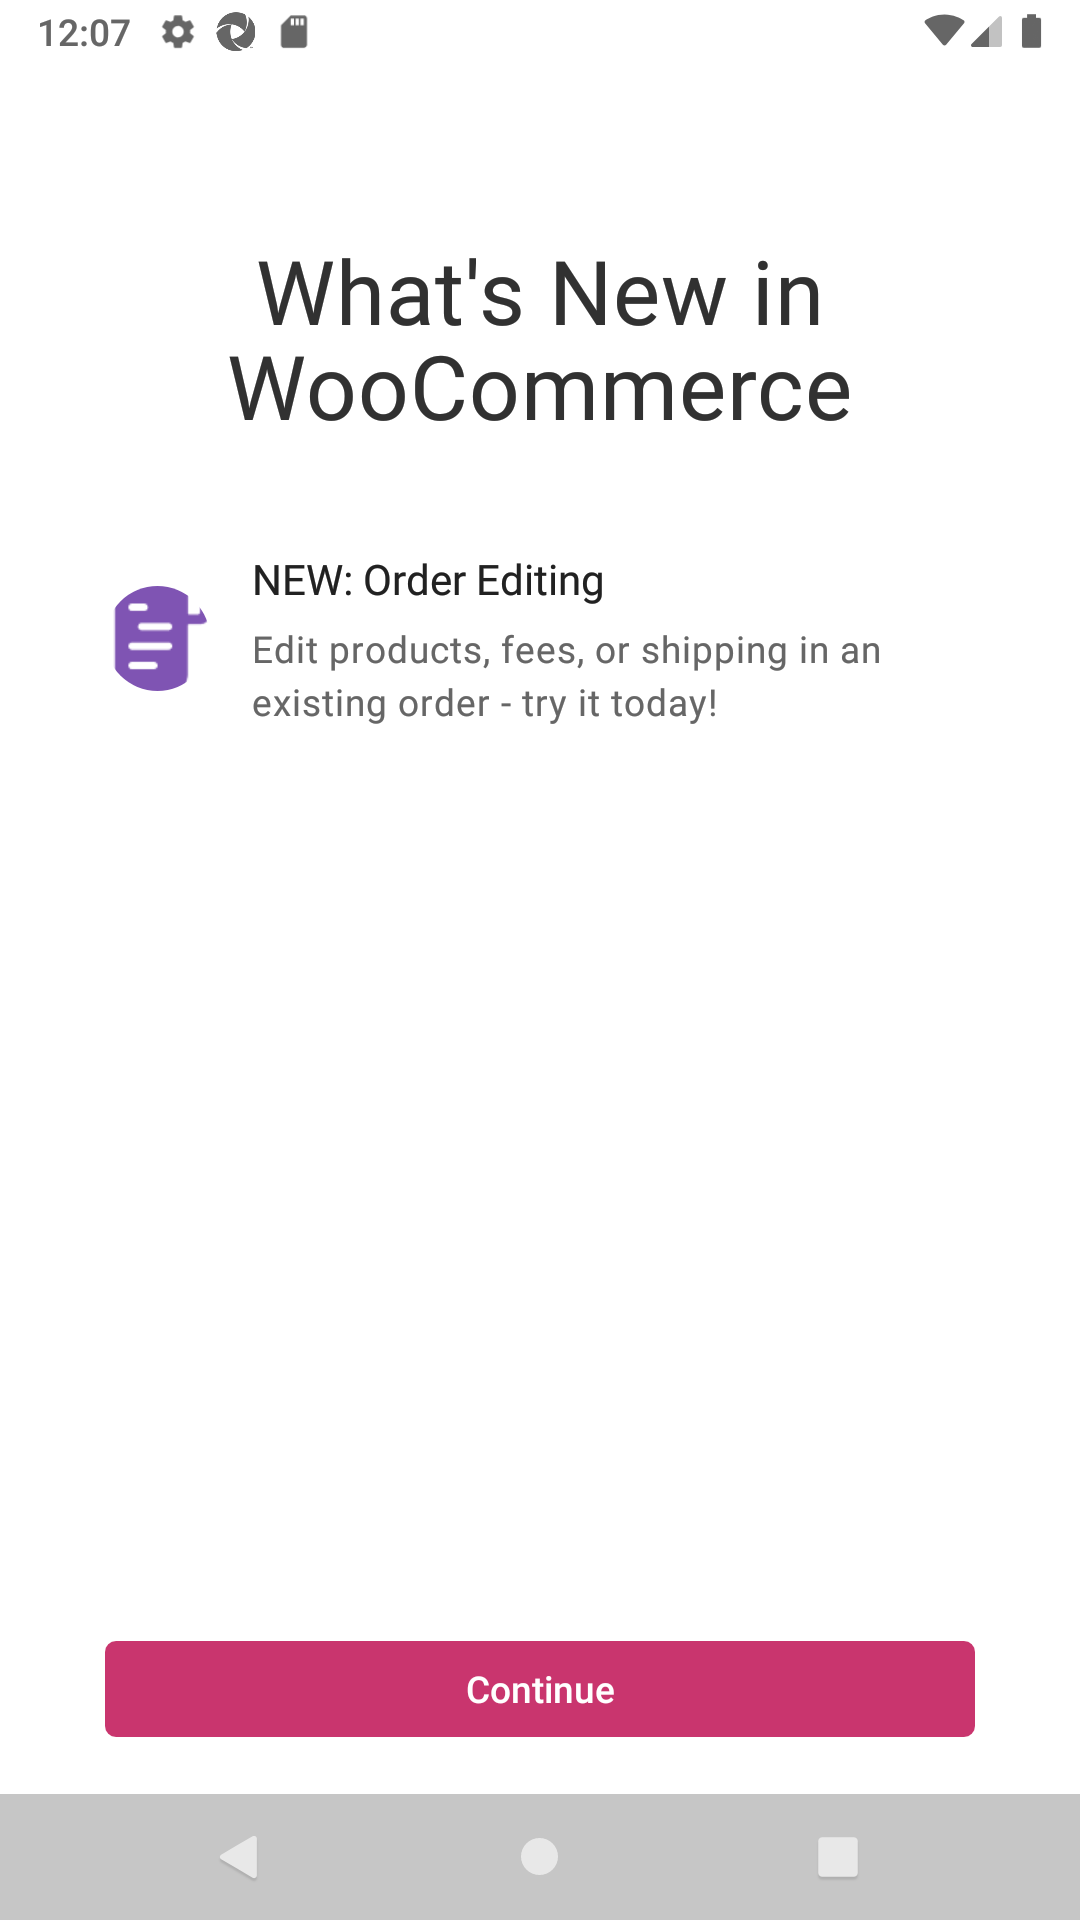 12:07
What's New in
WooCommerce
NEW: Order Editing
Edit products, fees, or shipping in an
existing order - try it today!
Continue